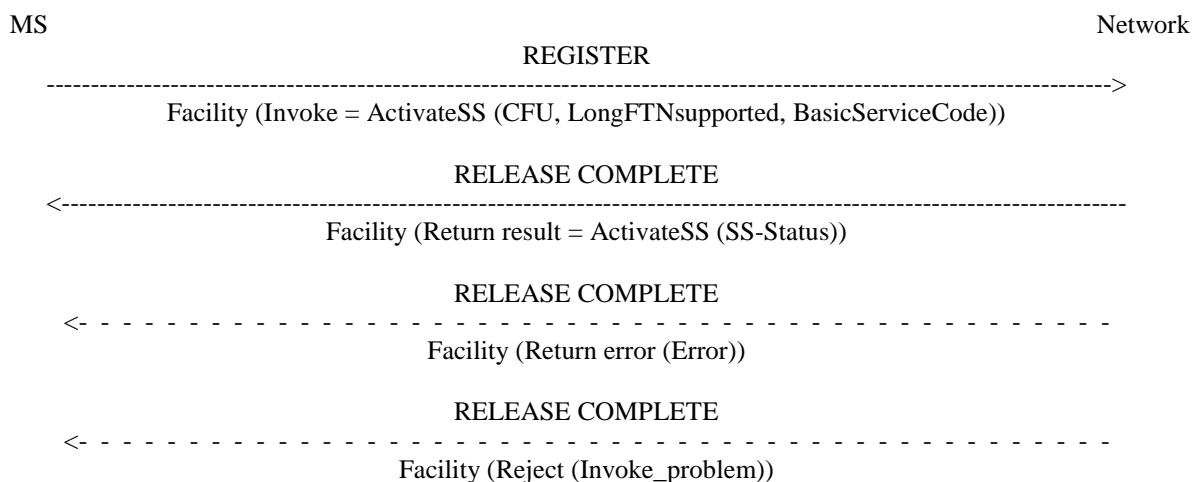 MS Network
REGISTER
Facility (Invoke = ActivateSS (CFU, LongFTNsupported, BasicServiceCode))
RELEASE COMPLETE
Facility (Return result = ActivateSS (SS-Status))
RELEASE COMPLETE
Facility (Return error (Error))
RELEASE COMPLETE
Facility (Reject (Invoke_problem))